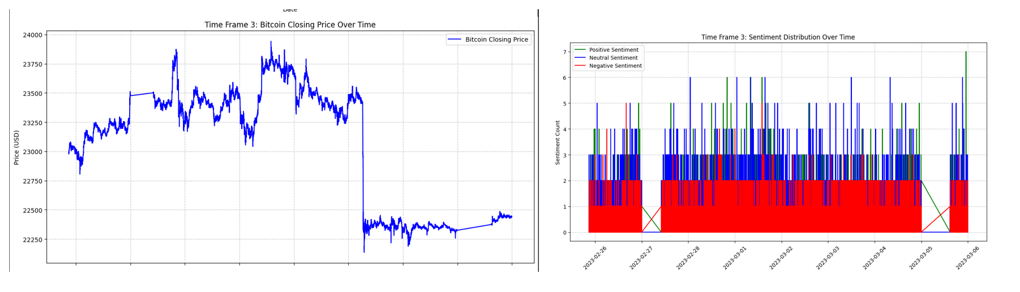 Date
Time Frame 3: Bitcoin Closing Price Over Time
Price (USD)
24000
23750
23500
23250
23000
22750
22500
22250
Bitcoin Closing Price
Time Frame 3: Sentiment Distribution Over Time
Sentiment Count
7
6
5
4
3
2
1
0
Positive Sentiment
Neutral Sentiment
Negative Sentiment
2023-02-26
2023-02-27
2023-02-28
2023-03-01
2023-03-02
2023-03-03
2023-03-04
2023-03-05
2023-03-06